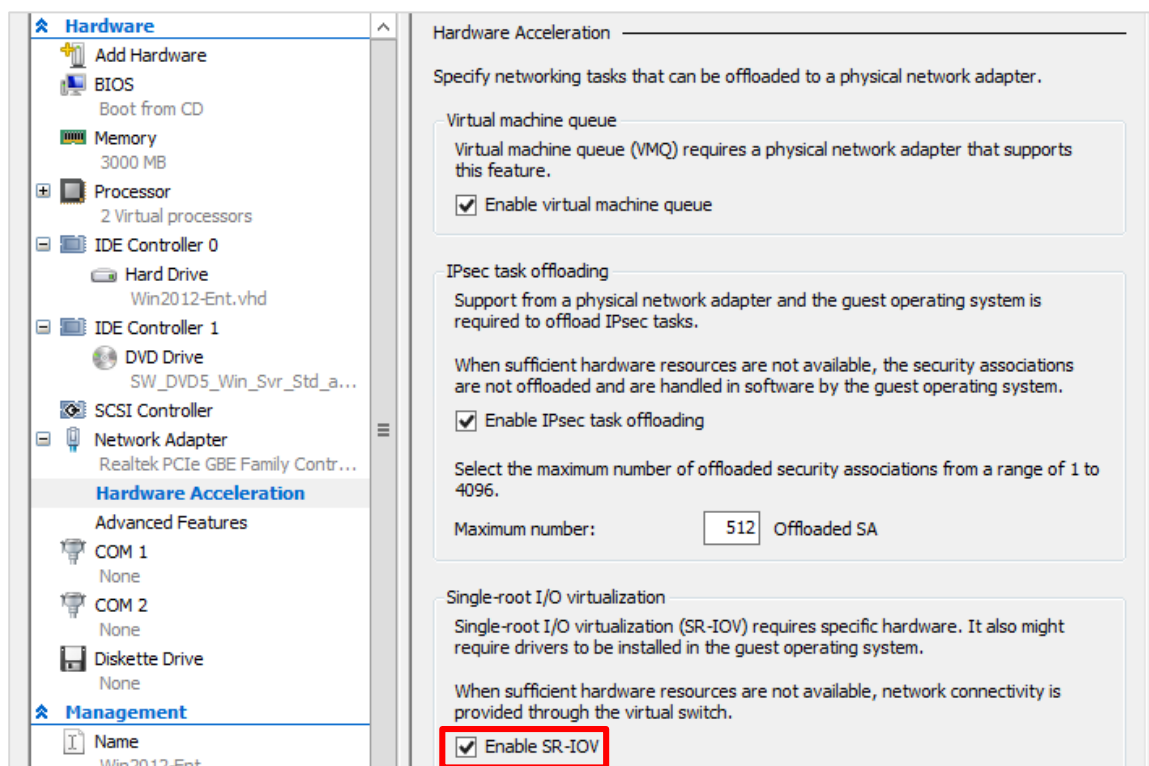 Hardware
Add Hardware
BIOS
Boot from CD
Memory
3000 MB
Processor
2 Virtual processors
IDE Controller 0
Hard Drive
Win2012-Ent.vhd
IDE Controller 1
DVD Drive
SW_DVD5_Win_Svr_Std_a...
SCSI Controller
Network Adapter
Realtek PCIe GBE Family Contr...
Hardware Acceleration
Advanced Features
COM 1
None
COM 2
None
Diskette Drive
None
Management
Name
Win2012-Ent
Hardware Acceleration
Specify networking tasks that can be offloaded to a physical network adapter.
Virtual machine queue
Virtual machine queue (VMQ) requires a physical network adapter that supports
this feature.
Enable virtual machine queue
IPsec task offloading
Support from a physical network adapter and the guest operating system is
required to offload IPsec tasks.
When sufficient hardware resources are not available, the security associations
are not offloaded and are handled in software by the guest operating system.
Enable IPsec task offloading
Select the maximum number of offloaded security associations from a range of 1 to
4096.
Maximum number: 512 Offloaded SA
Single-root I/O virtualization
Single-root I/O virtualization (SR-IOV) requires specific hardware. It also might
require drivers to be installed in the guest operating system.
When sufficient hardware resources are not available, network connectivity is
provided through the virtual switch.
Enable SR-IOV